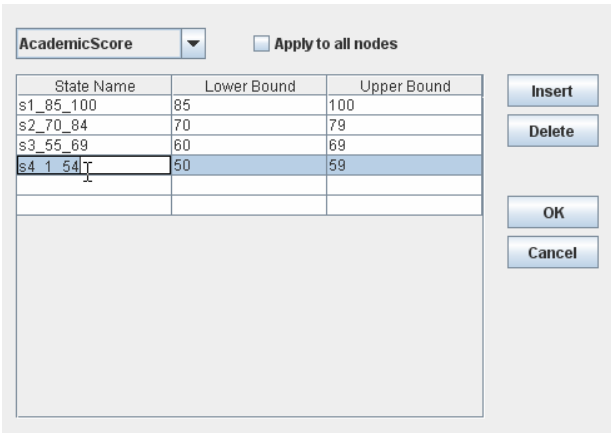 AcademicScore Apply to all nodes
State Name Lower Bound Upper Bound
s1_85_100 85 100
s2_70_84 70 79
s3_55_69 60 69
s4_1_54 50 59
Insert
Delete
OK
Cancel